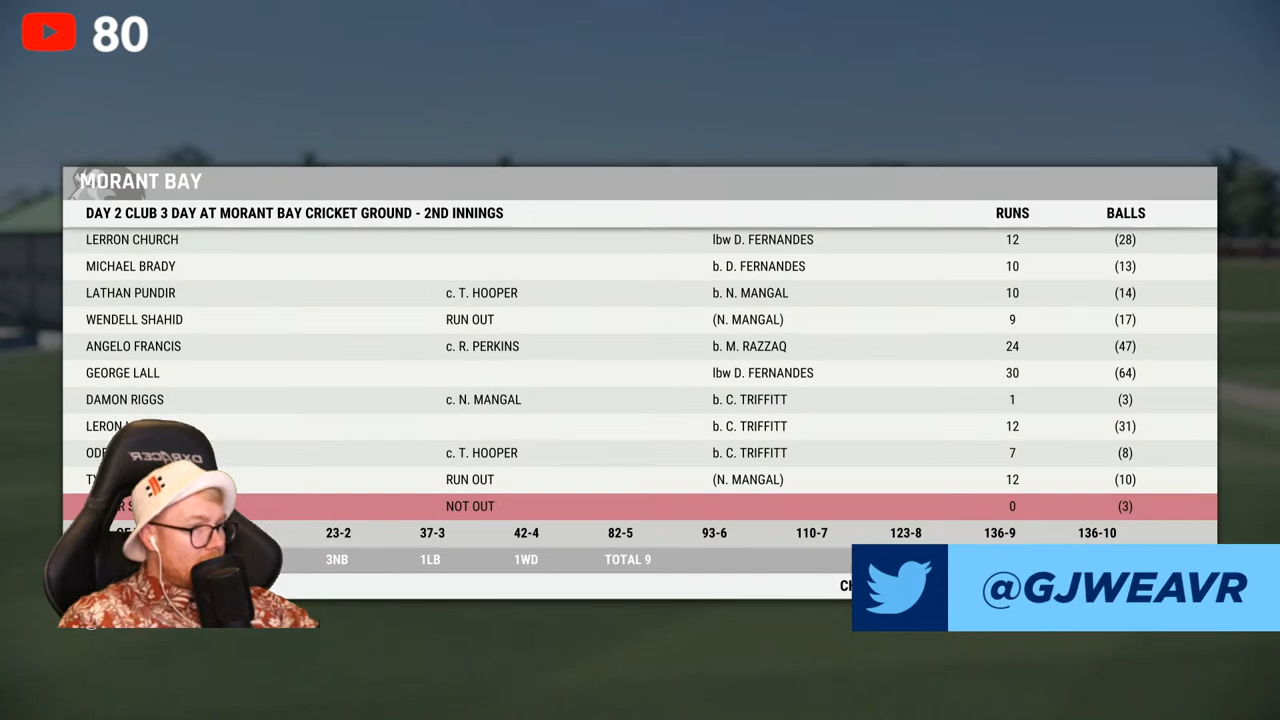 80
MORANT BAY
DAY 2 CLUB 3 DAY AT MORANT BAY CRICKET GROUND - 2ND INNINGS RUNS BALLS
LERRON CHURCH lbw D. FERNANDES 12 (28)
MICHAEL BRADY b. D. FERNANDES 10 (13)
LATHAN PUNDIR c. T. HOOPER b. N. MANGAL 10 (14)
WENDELL SHAHID RUN OUT (N. MANGAL) 9 (17)
ANGELO FRANCIS c. R. PERKINS b. M. RAZZAQ 24 (47)
GEORGE LALL lbw D. FERNANDES 30 (64)
DAMON RIGGS c. N. MANGAL b. C. TRIFFITT 1 (3)
LERON b. C. TRIFFITT 12 (31)
c. T. HOOPER b. C. TRIFFITT 7 (8)
RUN OUT (N. MANGAL) 12 (10)
NOT OUT 0 (3)
23-2 37-3 42-4 82-5 93-6 110-7 123-8 136-9 136-10
3NB 1LB 1WD TOTAL 9
DXRACER
@GJWEAVR